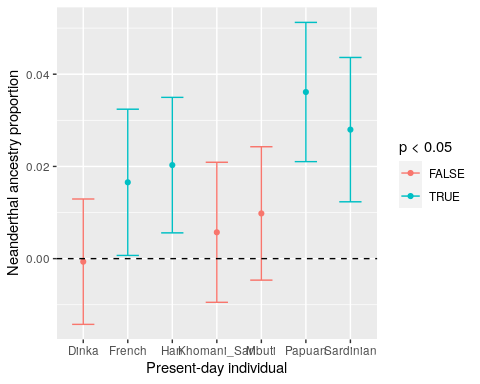 Neanderthal ancestry proportion
0.04
0.02
0.00
Dinka French Han Khomani_San Mbuti Papuan Sardinian
Present-day individual
p < 0.05
FALSE
TRUE